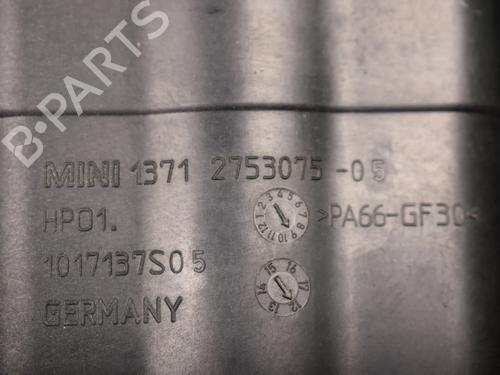 B-PARTS
MINI 1371 2753075-05
HP01. >PA66-GF30<
1017137S05
GERMANY